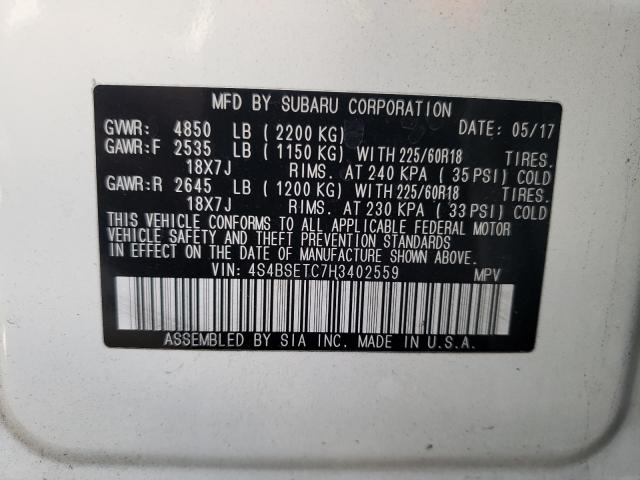 MFD BY SUBARU CORPORATION
GVWR: 4850 LB (2200 KG) DATE: 05/17
GAWR:F 2535 LB (1150 KG) WITH 225/60R18 TIRES.
18X7J RIMS. AT 240 KPA (35 PSI) COLD
GAWR:R 2645 LB (1200 KG) WITH 225/60R18 TIRES.
18X7J RIMS. AT 230 KPA (33 PSI) COLD
THIS VEHICLE CONFORMS TO ALL APPLICABLE FEDERAL MOTOR
VEHICLE SAFETY AND THEFT PREVENTION STANDARDS
IN EFFECT ON THE DATE OF MANUFACTURE SHOWN ABOVE.
VIN: 4S4BSETC7H3402559 MPV
ASSEMBLED BY SIA INC. MADE IN U.S.A.